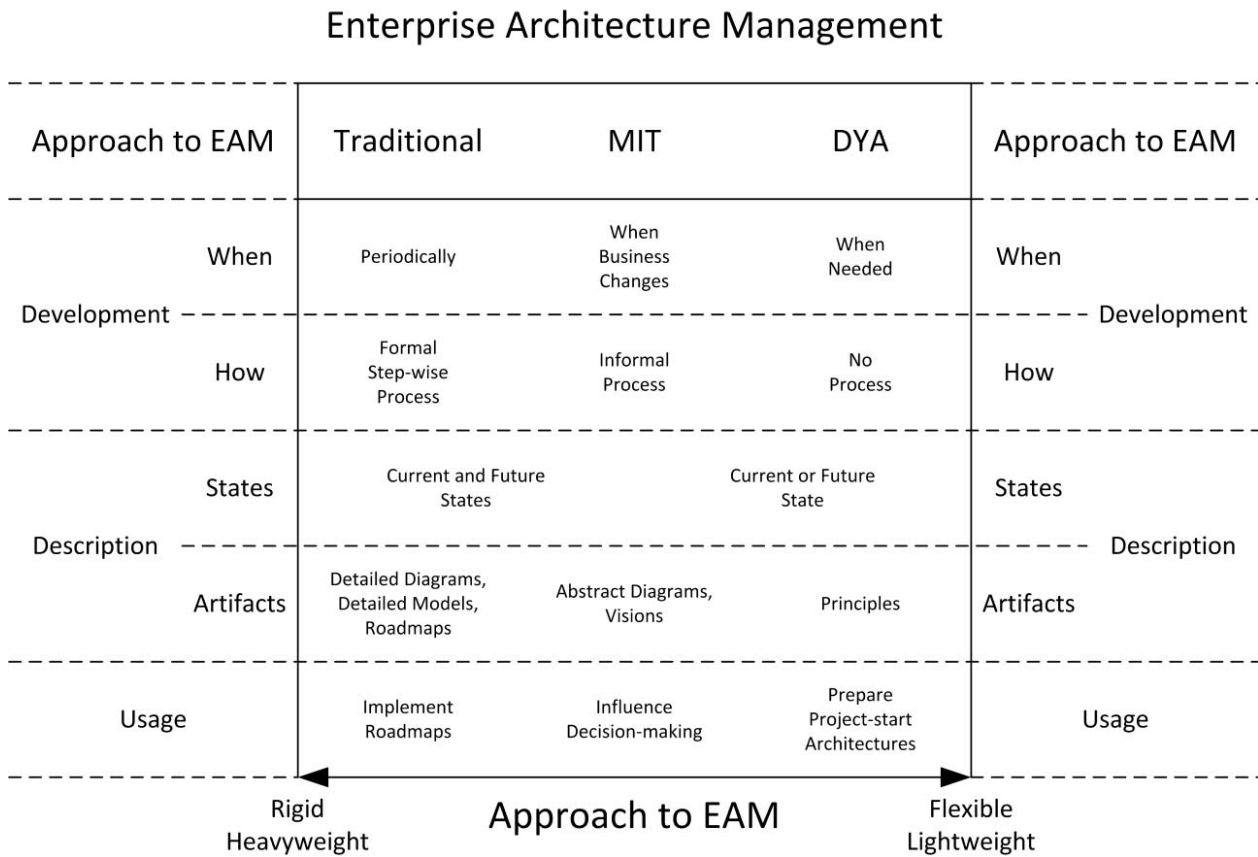 Enterprise Architecture Management
Approach to EAM
Traditional
MIT
DYA
Approach to EAM
Development
When
Periodically
When
Business
Changes
When
Needed
When
Development
How
Formal
Step-wise
Process
Informal
Process
No
Process
How
Description
States
Current and Future
States
Current or Future
State
States
Description
Artifacts
Detailed Diagrams,
Detailed Models,
Roadmaps
Abstract Diagrams,
Visions
Principles
Artifacts
Usage
Implement
Roadmaps
Influence
Decision-making
Prepare
Project-start
Architectures
Usage
Rigid
Heavyweight
Approach to EAM
Flexible
Lightweight